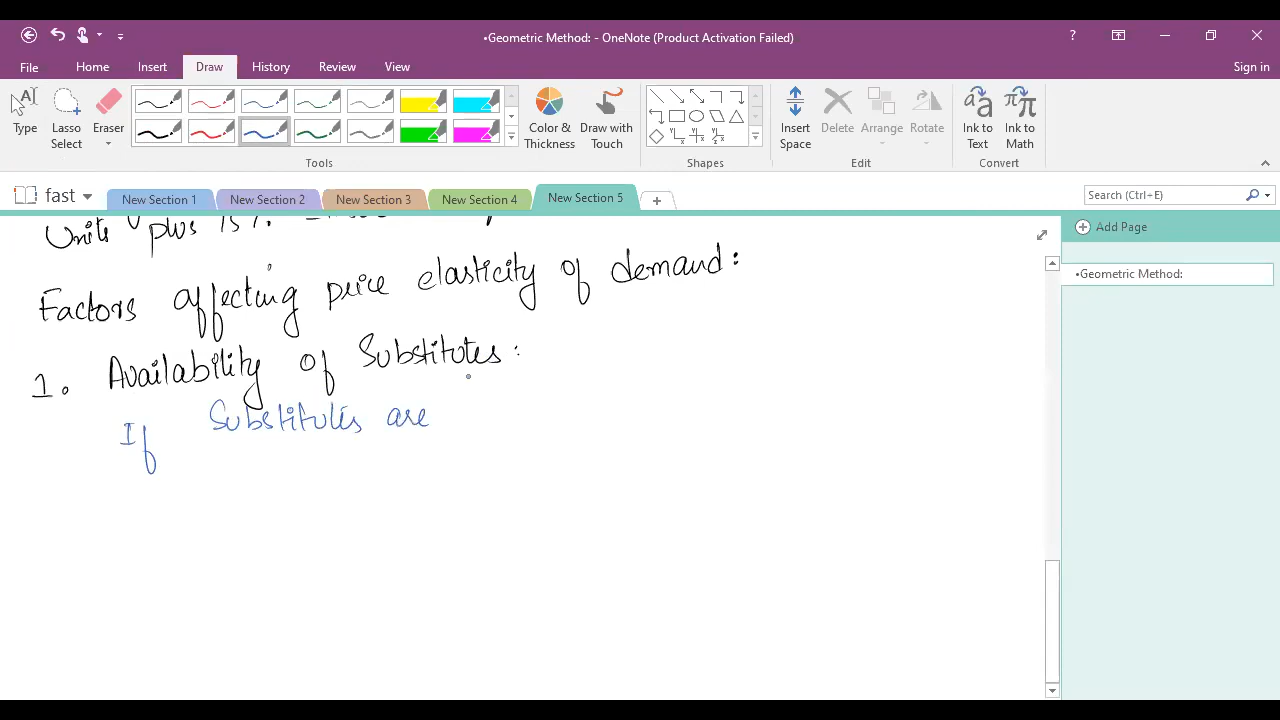 •Geometric Method: - OneNote (Product Activation Failed)
?
File Home Insert Draw History Review View
Sign in
Type
Lasso Select
Eraser
Color & Thickness
Draw with Touch
Insert Space
Delete
Arrange
Rotate
Ink to Text
Ink to Math
Tools
Shapes
Edit
Convert
fast
New Section 1
New Section 2
New Section 3
New Section 4
New Section 5
Search (Ctrl+E)
Add Page
•Geometric Method:
Units plus 15%.
Factors affecting price elasticity of demand:
1. Availability of Substitutes:
If Substitutes are